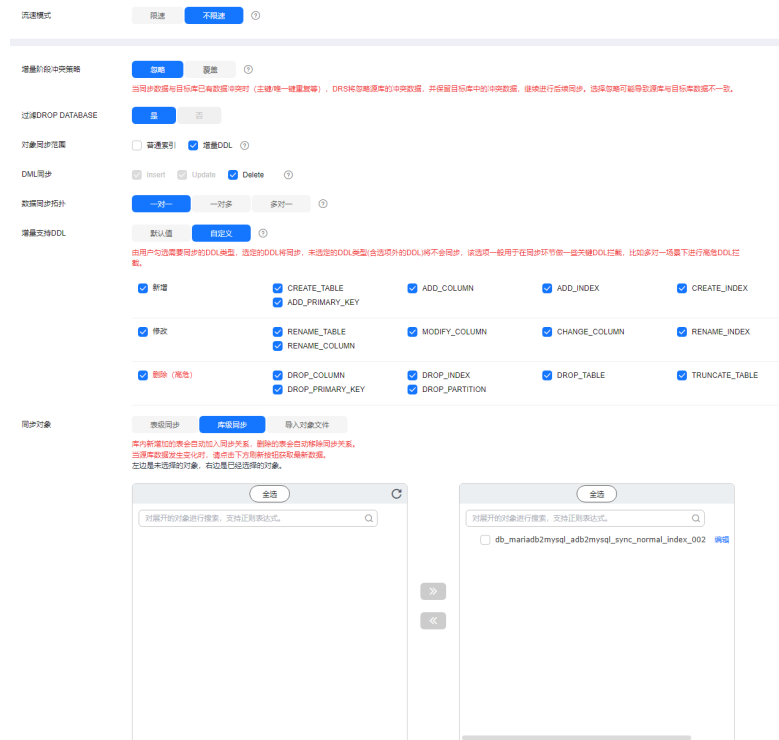 流速模式 限速 不限速
增量阶段冲突策略 忽略 覆盖
当同步数据与目标库已有数据冲突时（主键/唯一键重复等），DRS将忽略源库的冲突数据，并保留目标库中的冲突数据，继续进行后续同步。选择忽略可能导致源库与目标库数据不一致。
过滤DROP DATABASE 是 否
对象同步范围 普通索引 增量DDL
DML同步 Insert Update Delete
数据同步拓扑 一对一 一对多 多对一
增量支持DDL 默认值 自定义
由用户勾选需要同步的DDL类型，选定的DDL将同步，未选定的DDL类型(含选项外的DDL)将不会同步，该选项一般用于在同步环节做一些关键DDL拦截，比如多对一场景下进行高危DDL拦
截。
新增 CREATE_TABLE ADD_COLUMN ADD_INDEX CREATE_INDEX
ADD_PRIMARY_KEY
修改 RENAME_TABLE MODIFY_COLUMN CHANGE_COLUMN RENAME_INDEX
RENAME_COLUMN
删除（高危） DROP_COLUMN DROP_INDEX DROP_TABLE TRUNCATE_TABLE
DROP_PRIMARY_KEY DROP_PARTITION
同步对象 表级同步 库级同步 导入对象文件
库内新增加的表会自动加入同步关系，删除的表会自动移除同步关系。
当源库数据发生变化时，请点击下方刷新按钮获取最新数据。
左边是未选择的对象，右边是已经选择的对象。
全选 全选
对展开的对象进行搜索，支持正则表达式。 对展开的对象进行搜索，支持正则表达式。
db_mariadb2mysql_adb2mysql_sync_normal_index_002 编辑